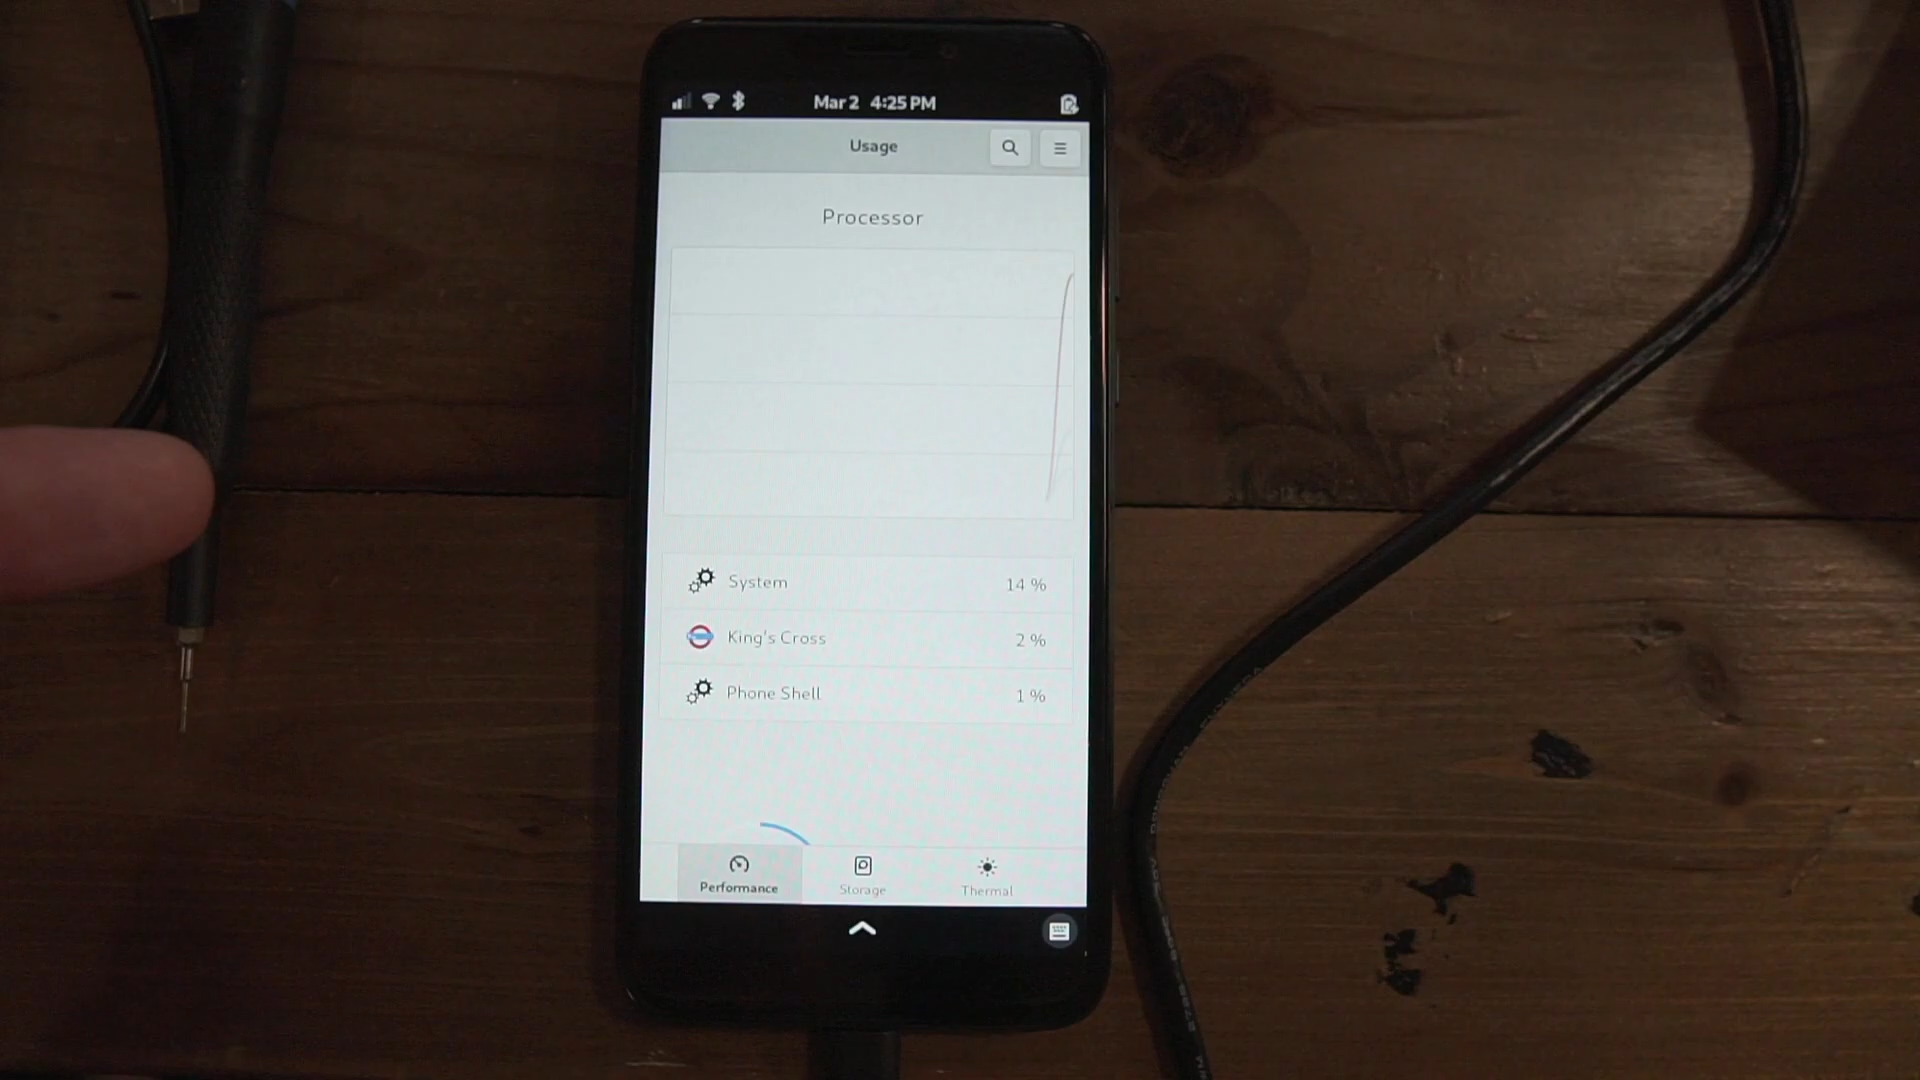 Mar 2 4:25 PM
Usage
Processor
System 14 %
King's Cross 2 %
Phone Shell 1 %
Performance Storage Thermal